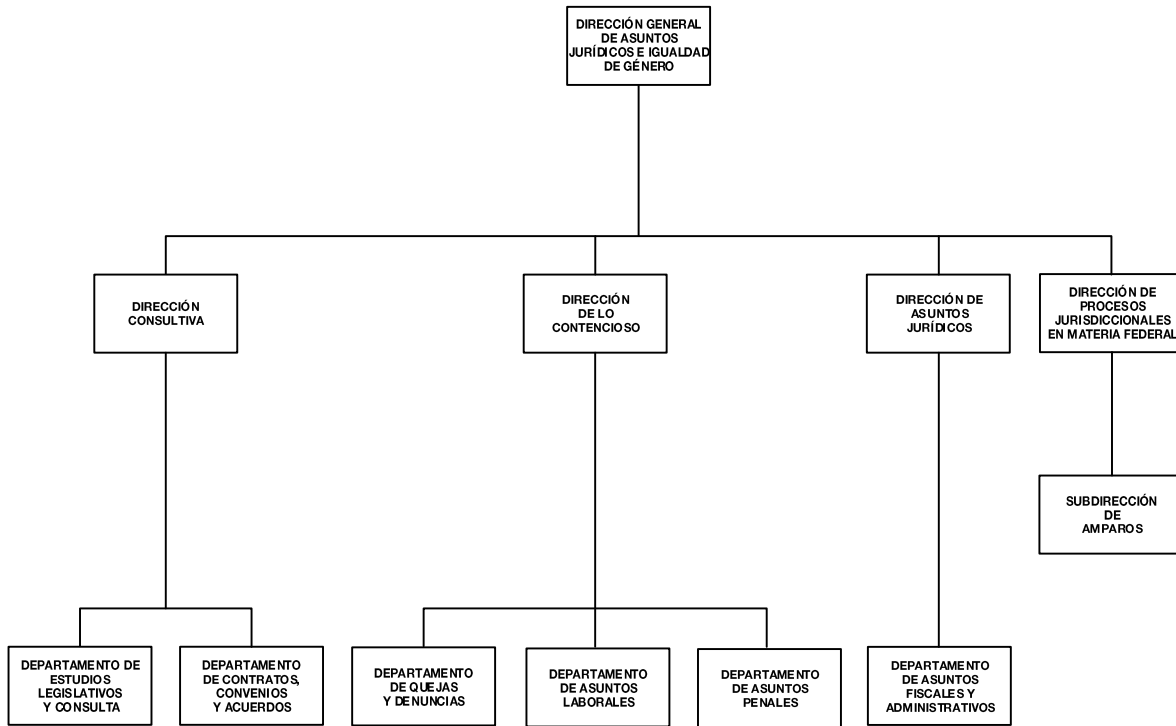 DIRECCIÓN GENERAL
DE ASUNTOS
JURÍDICOS E IGUALDAD
DE GÉNERO
DIRECCIÓN
CONSULTIVA
DIRECCIÓN
DE LO
CONTENCIOSO
DIRECCIÓN DE
ASUNTOS
JURÍDICOS
DIRECCIÓN DE
PROCESOS
JURISDICCIONALES
EN MATERIA FEDERAL
SUBDIRECCIÓN
DE
AMPAROS
DEPARTAMENTO DE
ESTUDIOS
LEGISLATIVOS
Y CONSULTA
DEPARTAMENTO
DE CONTRATOS,
CONVENIOS
Y ACUERDOS
DEPARTAMENTO
DE QUEJAS
Y DENUNCIAS
DEPARTAMENTO
DE ASUNTOS
LABORALES
DEPARTAMENTO
DE ASUNTOS
PENALES
DEPARTAMENTO
DE ASUNTOS
FISCALES Y
ADMINISTRATIVOS